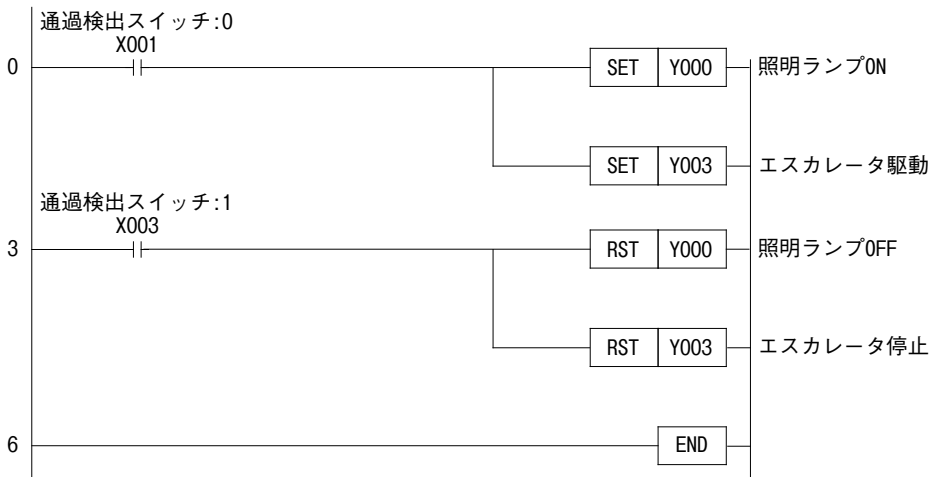 通過検出スイッチ:0
X001
0 SET Y000 照明ランプON
SET Y003 エスカレータ駆動
通過検出スイッチ:1
X003
3 RST Y000 照明ランプOFF
RST Y003 エスカレータ停止
6 END